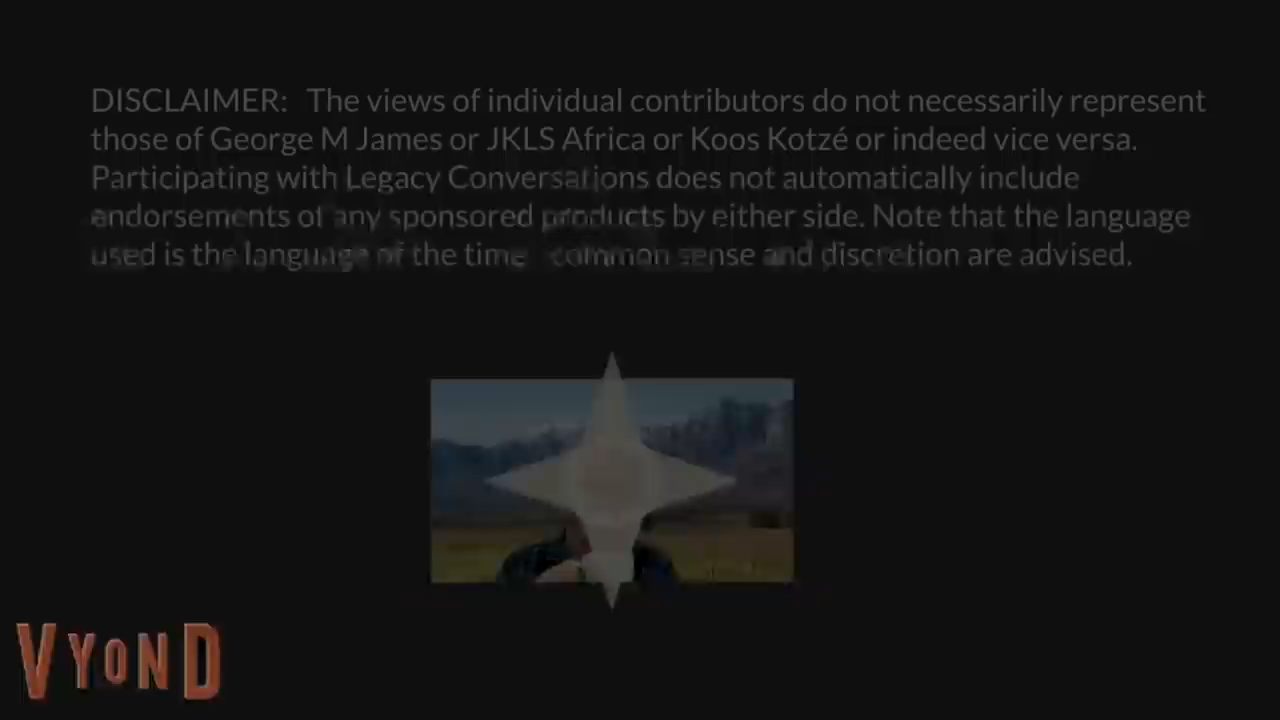 DISCLAIMER: The views of individual contributors do not necessarily represent
those of George M James or JKLS Africa or Koos Kotzé or indeed vice versa.
Participating with Legacy Conversations does not automatically include
endorsements of any sponsored products by either side. Note that the language
used is the language of the time common sense and discretion are advised.
VYOND